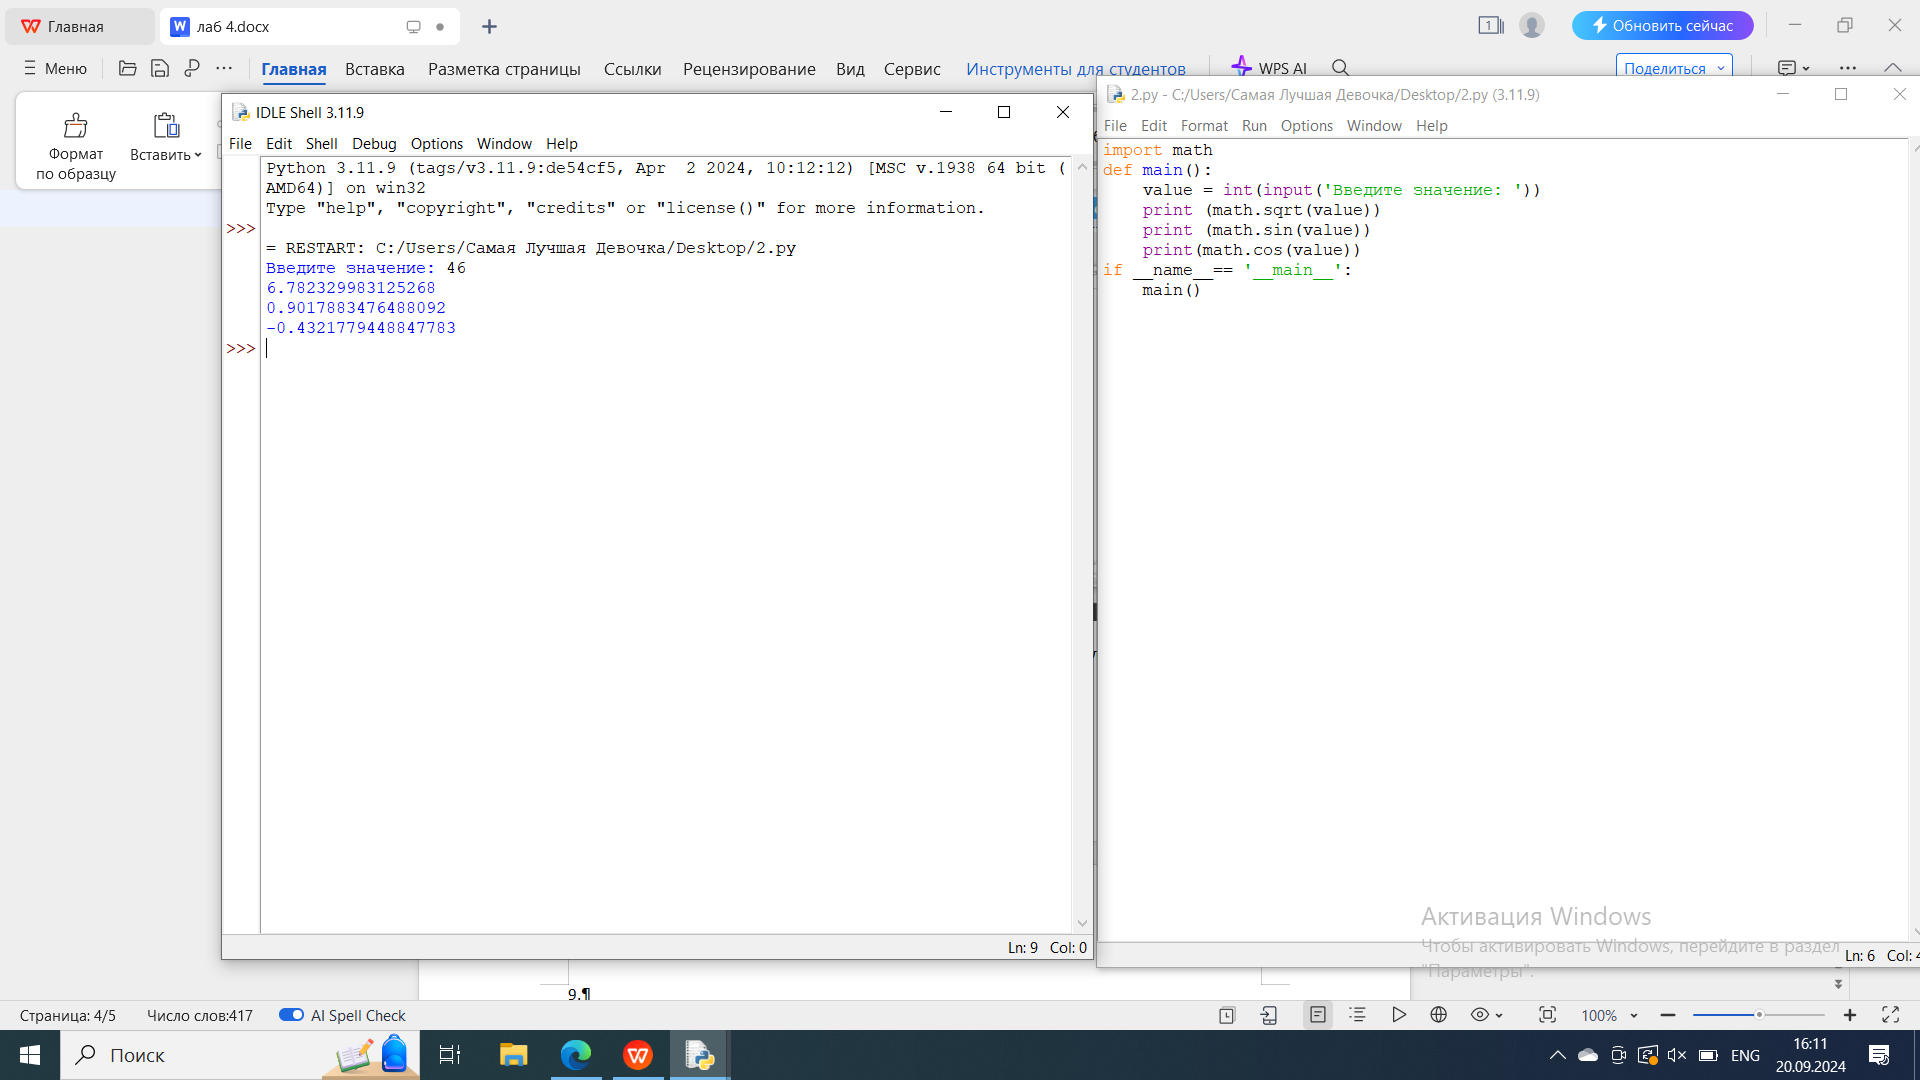 Главная
лаб 4.docx
1
Обновить сейчас
Меню
Главная
Вставка
Разметка страницы
Ссылки
Рецензирование
Вид
Сервис
Инструменты для студентов
WPS AI
Поделиться
Формат
по образцу
Вставить
IDLE Shell 3.11.9
File Edit Shell Debug Options Window Help
Python 3.11.9 (tags/v3.11.9:de54cf5, Apr  2 2024, 10:12:12) [MSC v.1938 64 bit (
AMD64)] on win32
Type "help", "copyright", "credits" or "license()" for more information.
>>>
= RESTART: C:/Users/Самая Лучшая Девочка/Desktop/2.py
Введите значение: 46
6.782329983125268
0.9017883476488092
-0.4321779448847783
>>>
Ln: 9 Col: 0
2.py - C:/Users/Самая Лучшая Девочка/Desktop/2.py (3.11.9)
File Edit Format Run Options Window Help
import math
def main():
    value = int(input('Введите значение: '))
    print (math.sqrt(value))
    print (math.sin(value))
    print(math.cos(value))
if __name__== '__main__':
    main()
Активация Windows
Чтобы активировать Windows, перейдите в раздел
"Параметры".
Ln: 6 Col: 4
9.¶
Страница: 4/5
Число слов:417
AI Spell Check
100%
Поиск
ENG
16:11
20.09.2024